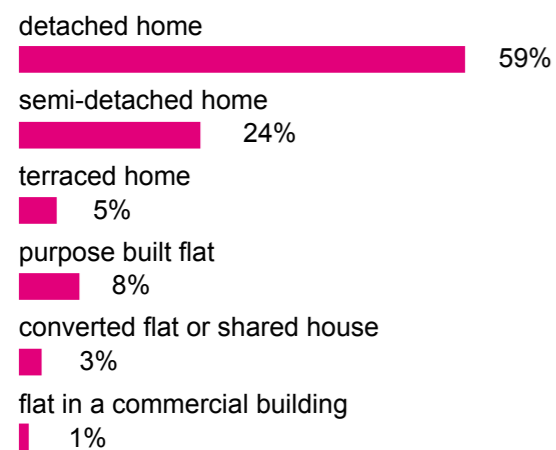 detached home
59%
semi-detached home
24%
terraced home
5%
purpose built flat
8%
converted flat or shared house
3%
flat in a commercial building
1%